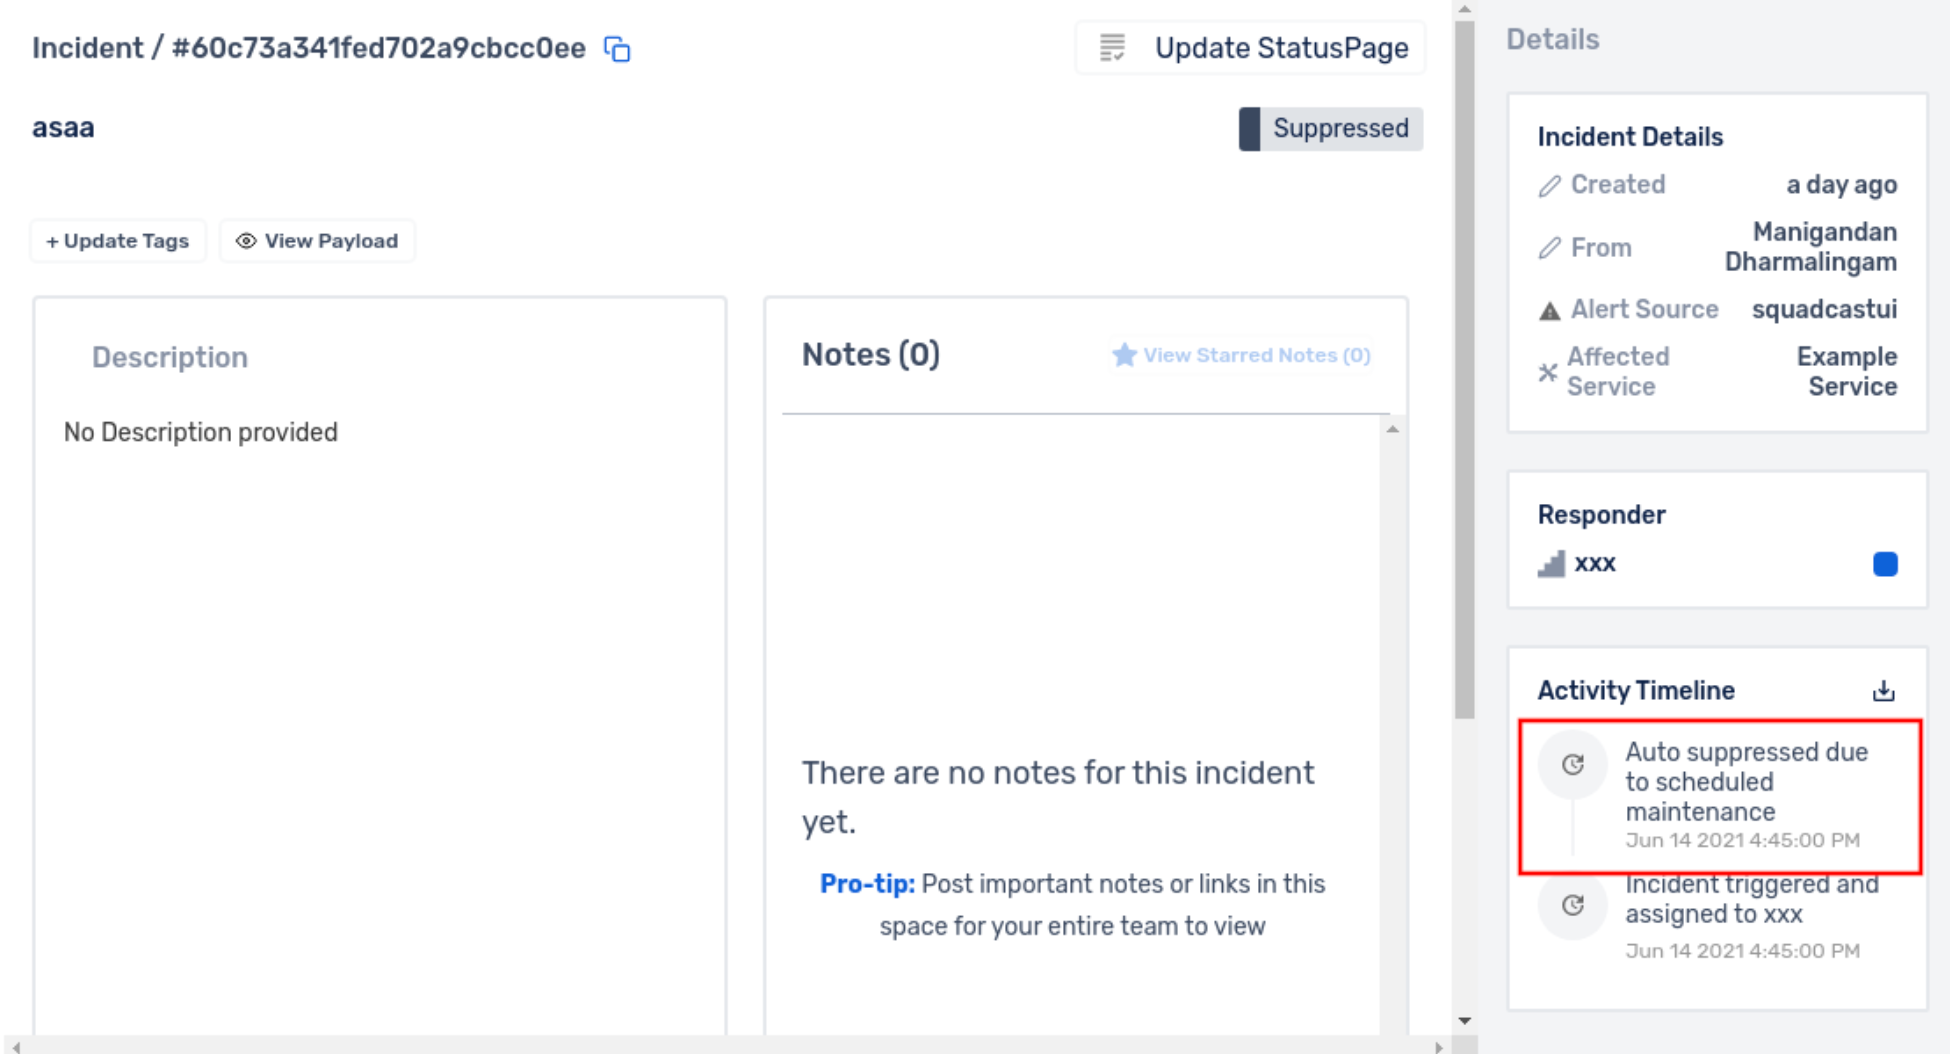 Incident / #60c73a341fed702a9cbcc0ee
Update StatusPage
asaa
Suppressed
+ Update Tags
View Payload
Description
No Description provided
Notes (0)
View Starred Notes (0)
There are no notes for this incident
yet.
Pro-tip: Post important notes or links in this
space for your entire team to view
Details
Incident Details
Created a day ago
From Manigandan
Dharmalingam
Alert Source squadcastui
Affected Example
Service Service
Responder
xxx
Activity Timeline
Auto suppressed due
to scheduled
maintenance
Jun 14 2021 4:45:00 PM
Incident triggered and
assigned to xxx
Jun 14 2021 4:45:00 PM